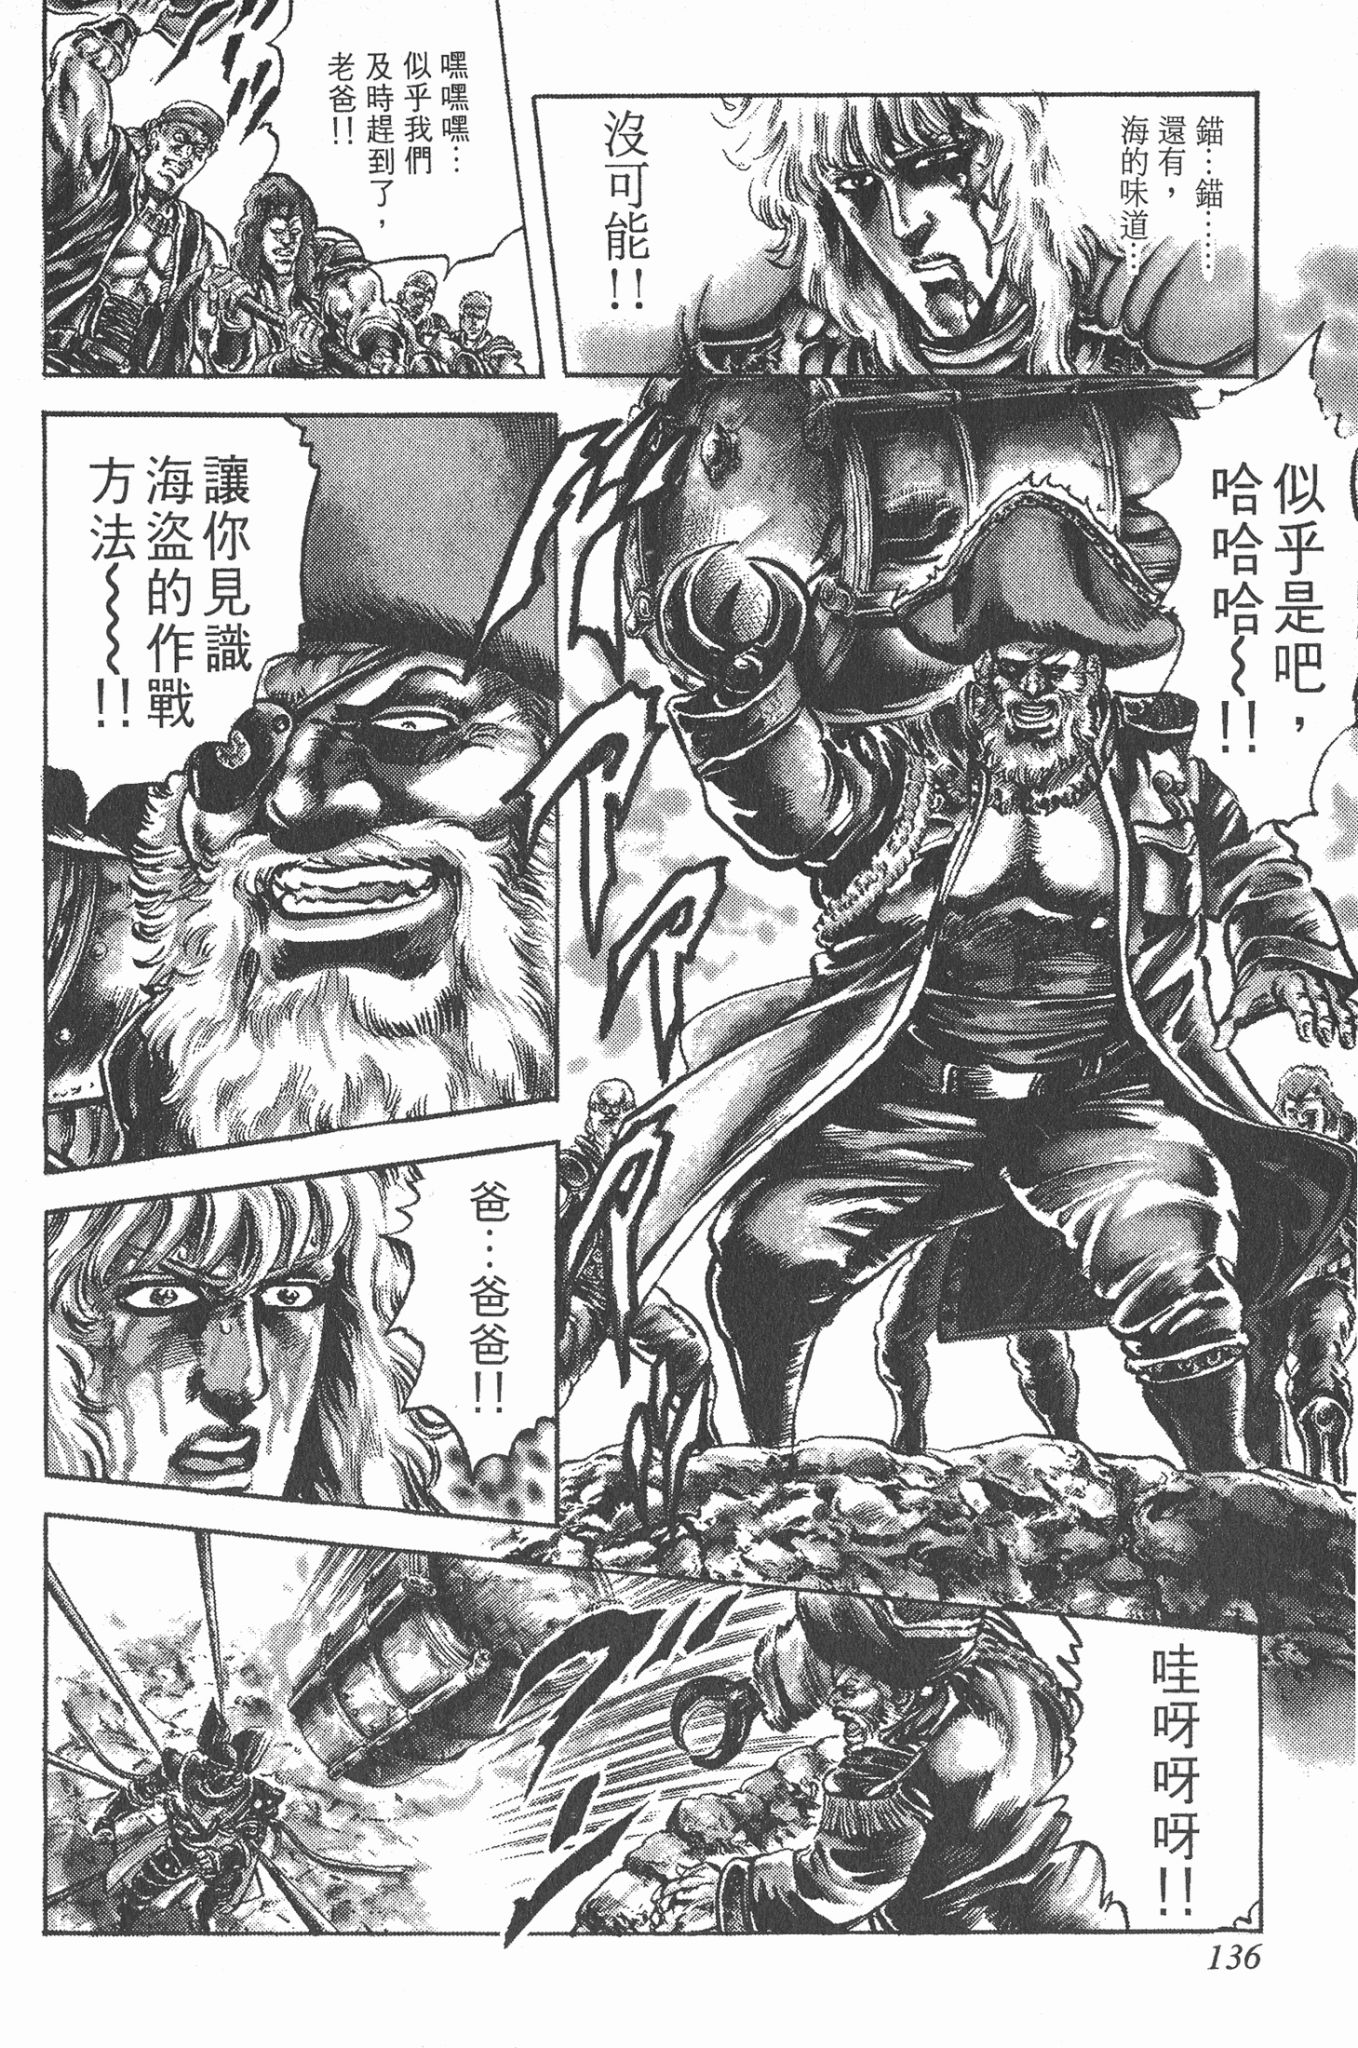 錨…錨……
還有，
海的味道…
沒可能!!
嘿嘿嘿…
似乎我們
及時趕到了，
老爸!!
似乎是吧，
哈哈哈～!!
讓你見識
海盜的作戰
方法～～!!
爸…爸爸!!
哇呀呀呀!!
136